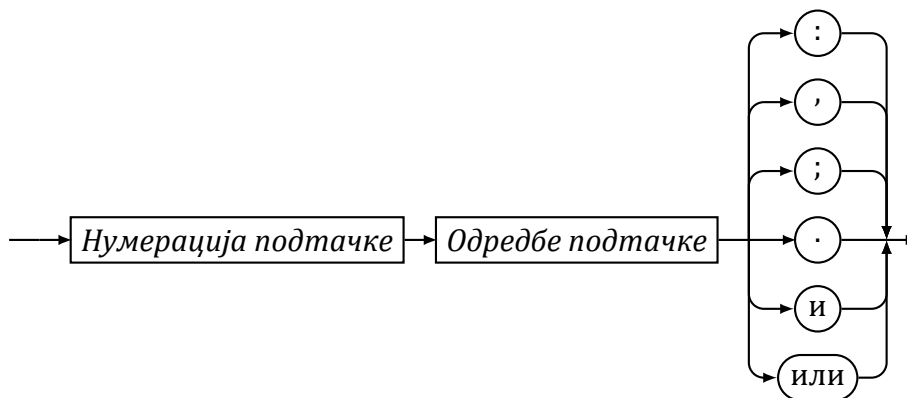 :
,
;
Нумерација подтачке
Одредбе подтачке
.
и
или